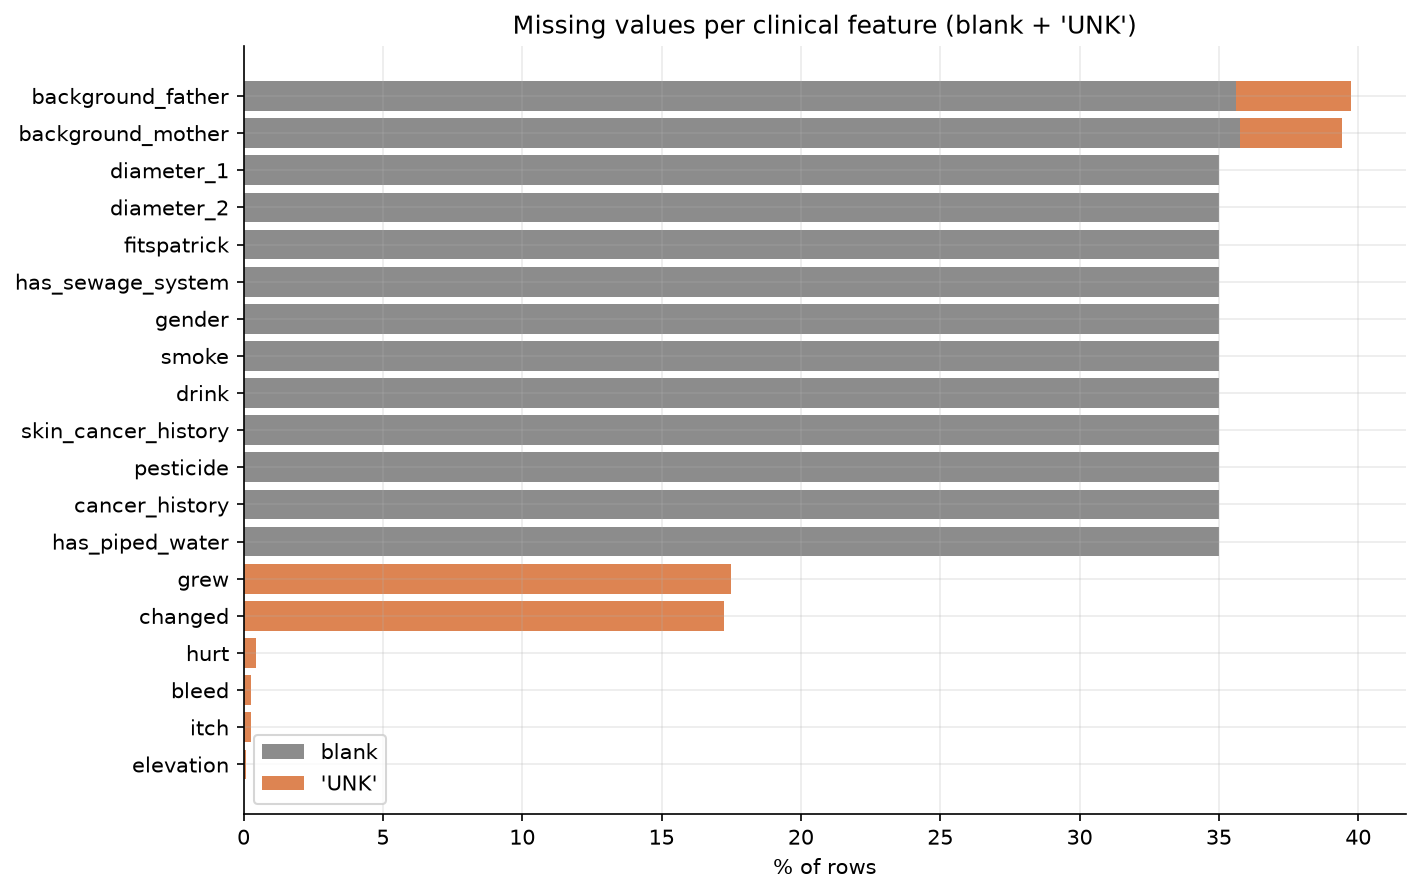 Missing values per clinical feature (blank + 'UNK')
background_father
background_mother
diameter_1
diameter_2
fitspatrick
has_sewage_system
gender
smoke
drink
skin_cancer_history
pesticide
cancer_history
has_piped_water
grew
changed
hurt
bleed
itch
elevation
blank
'UNK'
0 5 10 15 20 25 30 35 40
% of rows